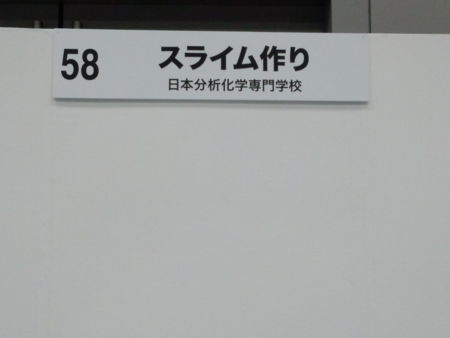 58 スライム作り
日本分析化学専門学校